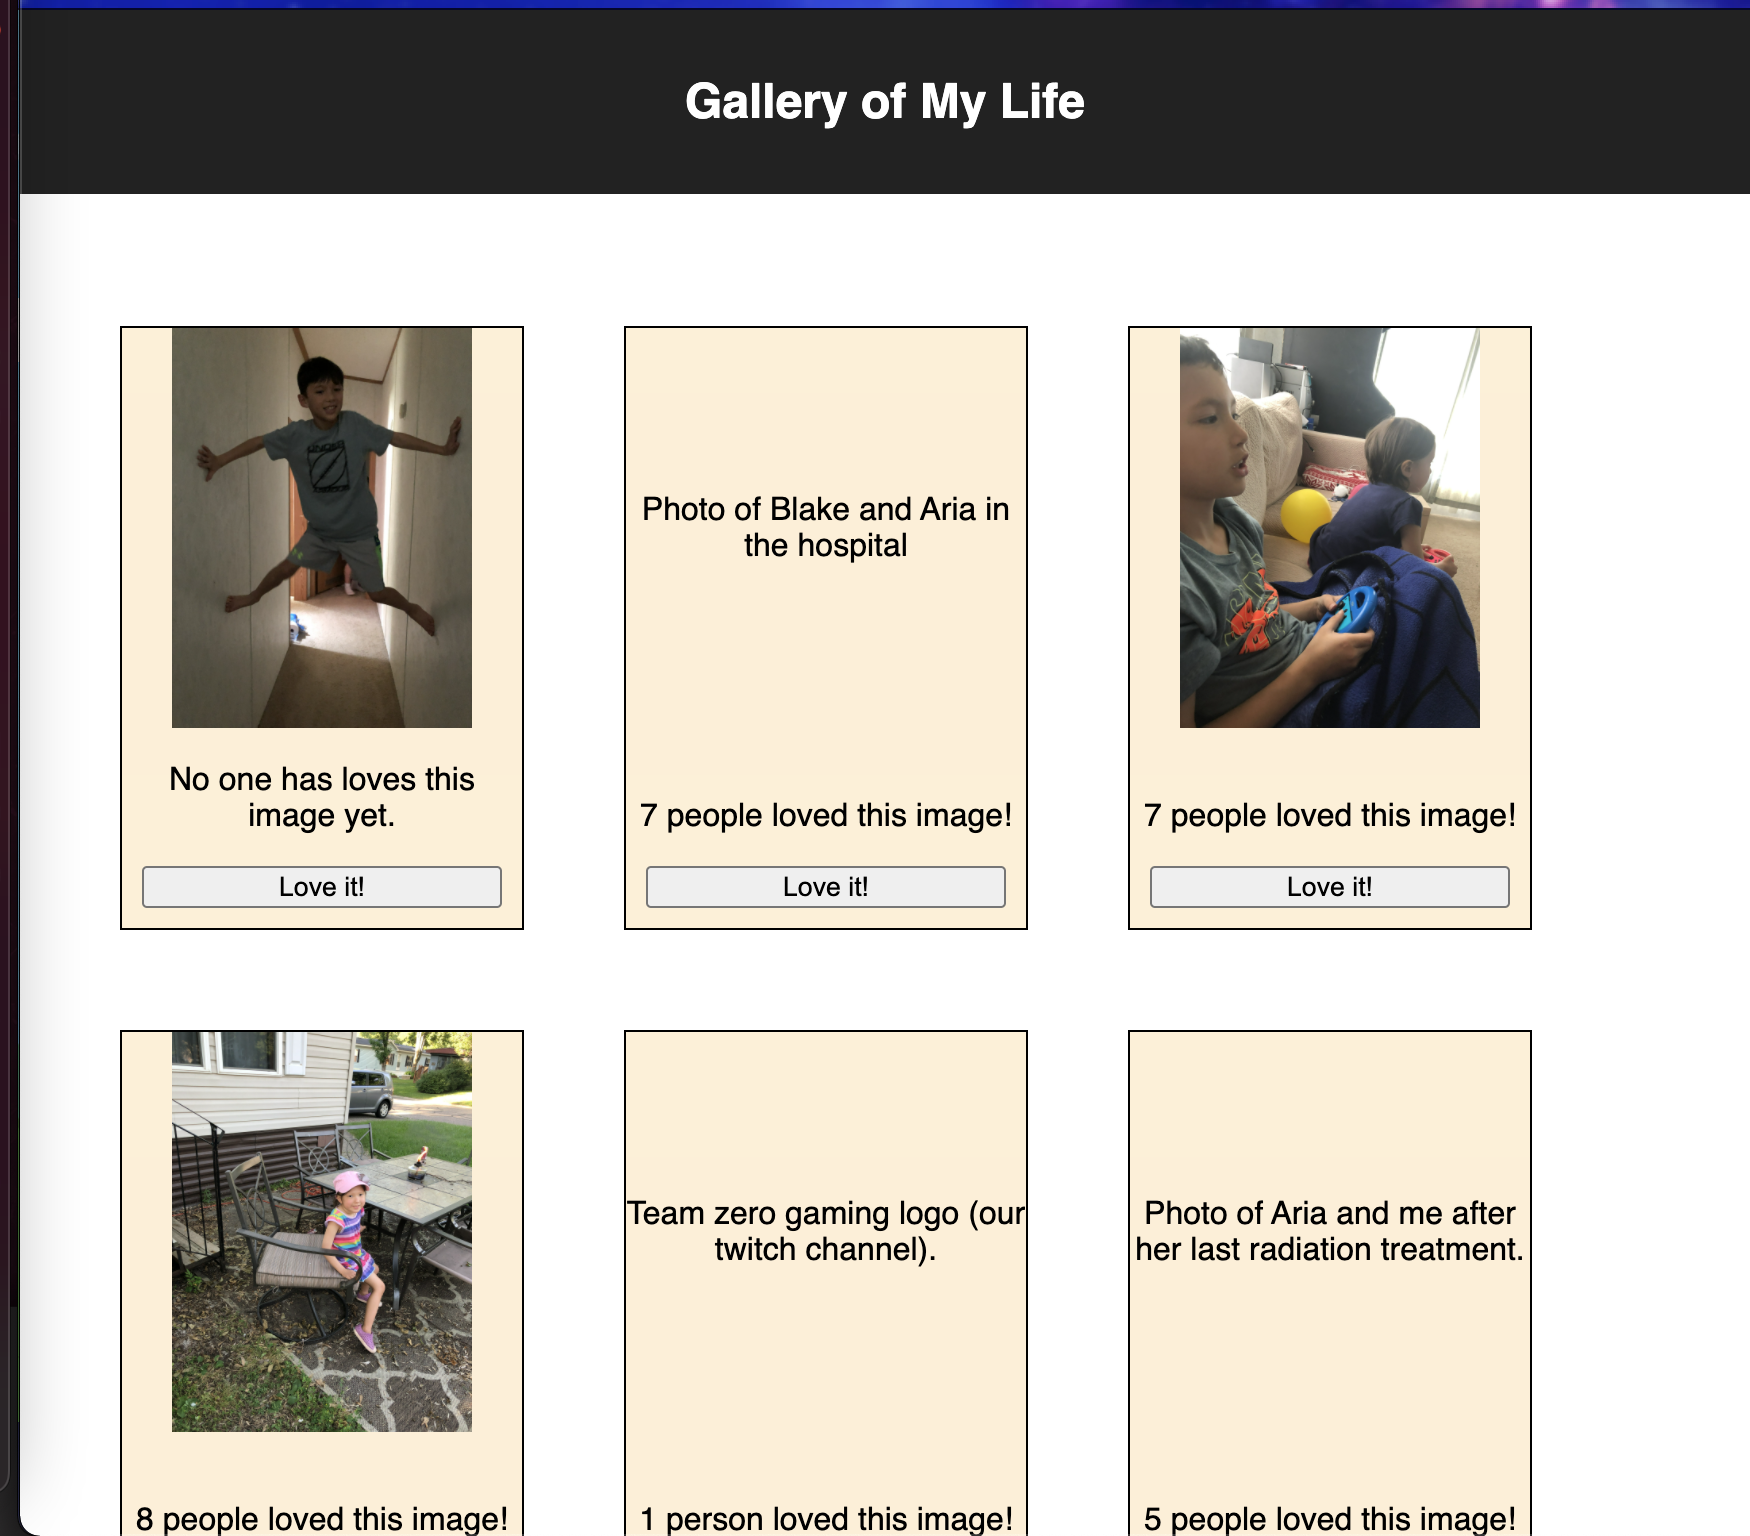 Gallery of My Life
No one has loves this
image yet.
Love it!
Photo of Blake and Aria in
the hospital
7 people loved this image!
Love it!
7 people loved this image!
Love it!
8 people loved this image!
Team zero gaming logo (our
twitch channel).
1 person loved this image!
Photo of Aria and me after
her last radiation treatment.
5 people loved this image!